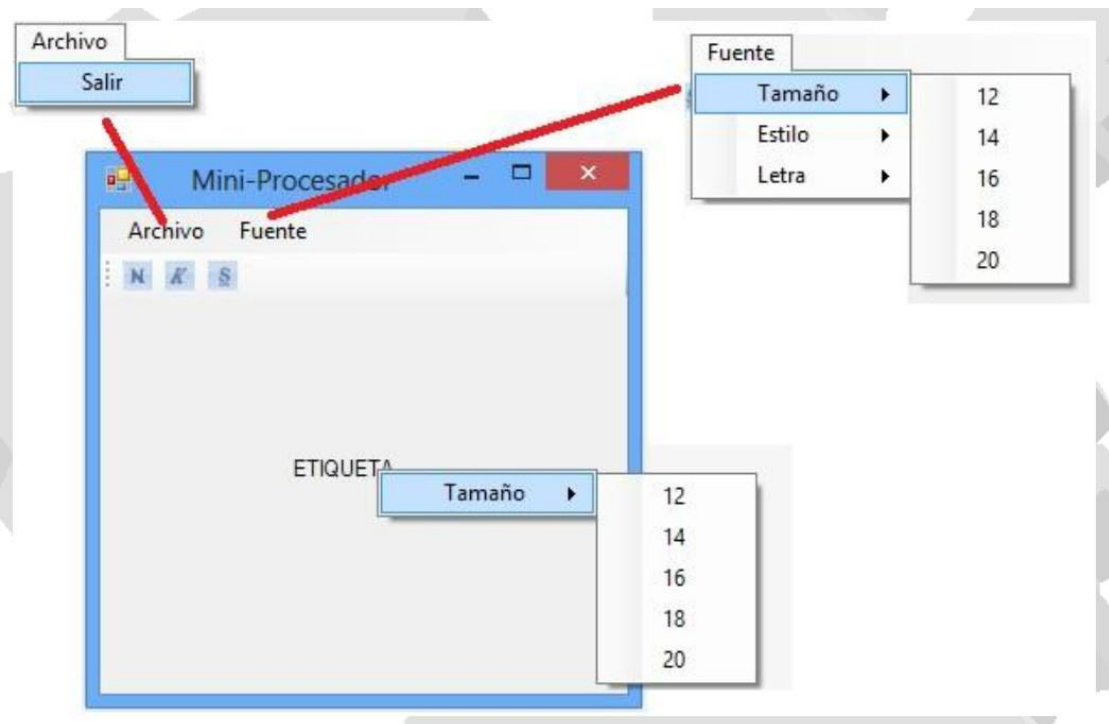 Archivo
Salir
Fuente
Tamaño
Estilo
Letra
12
14
16
18
20
Mini-Procesador
Archivo Fuente
N K S
ETIQUETA
Tamaño
12
14
16
18
20